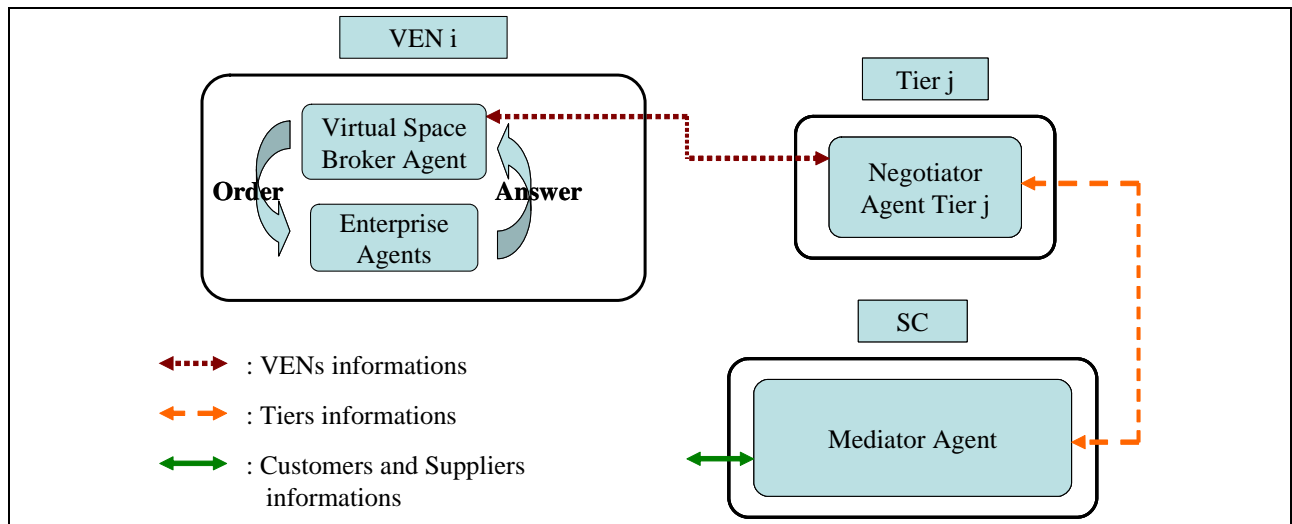 VEN i
Tier j
Virtual Space
Broker Agent
Order
Answer
Enterprise
Agents
Negotiator
Agent Tier j
SC
Mediator Agent
: VENs informations
: Tiers informations
: Customers and Suppliers
informations